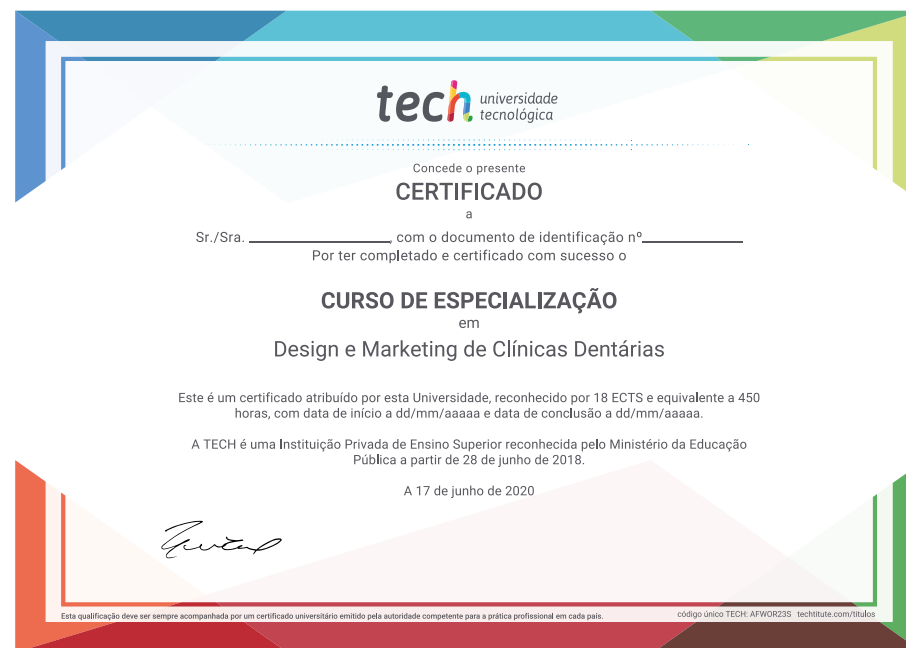 tech universidade
tecnológica
Concede o presente
CERTIFICADO
a
Sr./Sra. ________________, com o documento de identificação nº____________
Por ter completado e certificado com sucesso o
CURSO DE ESPECIALIZAÇÃO
em
Design e Marketing de Clínicas Dentárias
Este é um certificado atribuído por esta Universidade, reconhecido por 18 ECTS e equivalente a 450
horas, com data de início a dd/mm/aaaaa e data de conclusão a dd/mm/aaaaa.
A TECH é uma Instituição Privada de Ensino Superior reconhecida pelo Ministério da Educação
Pública a partir de 28 de junho de 2018.
A 17 de junho de 2020
Esta qualificação deve ser sempre acompanhada por um certificado universitário emitido pela autoridade competente para a prática profissional em cada país.
código único TECH: AFWOR23S techtitute.com/titulos